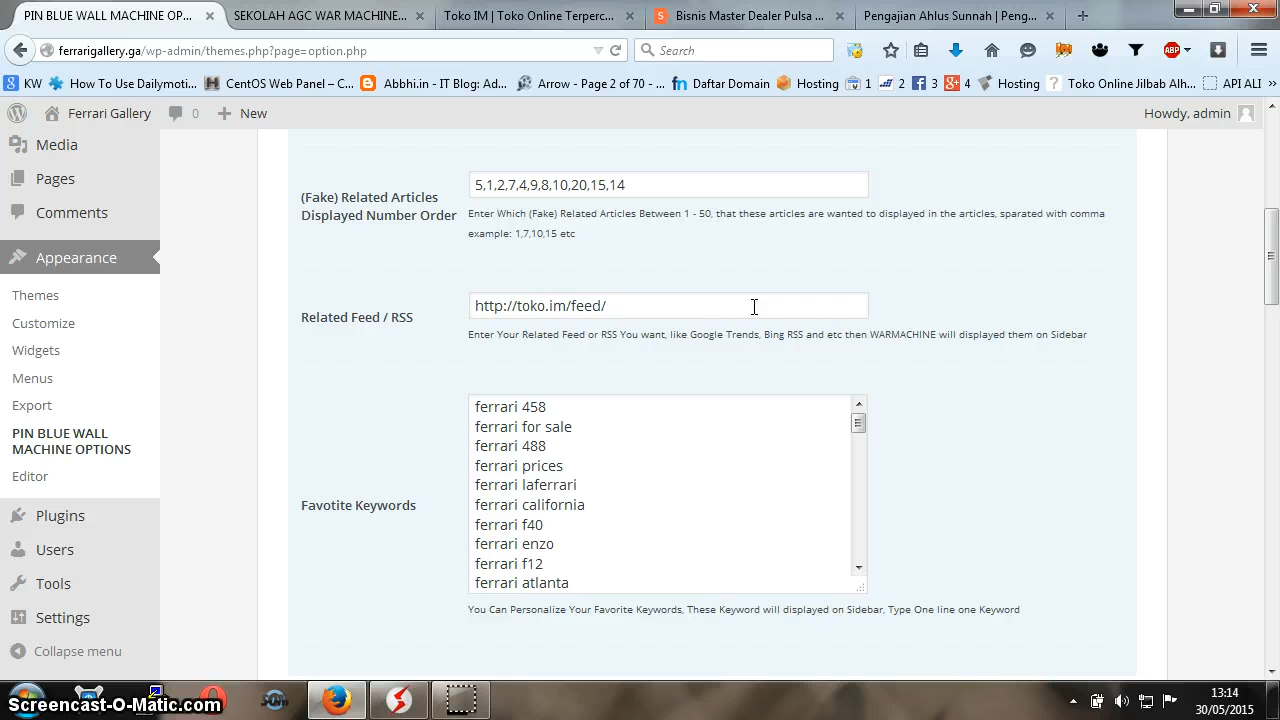 PIN BLUE WALL MACHINE OP...
SEKOLAH AGC WAR MACHINE...
Toko IM | Toko Online Terperc...
Bisnis Master Dealer Pulsa ...
Pengajian Ahlus Sunnah | Peng...
ferrarigallery.ga/wp-admin/themes.php?page=option.php
Search
ABP
KW
How To Use Dailymoti...
CentOS Web Panel – C...
Abbhi.in - IT Blog: Ad...
Arrow - Page 2 of 70 - ...
Daftar Domain
Hosting
1
2
3
4
Hosting
Toko Online Jilbab Alh...
API ALI
Ferrari Gallery
0
New
Howdy, admin
Media
Pages
Comments
Appearance
Themes
Customize
Widgets
Menus
Export
PIN BLUE WALL
MACHINE OPTIONS
Editor
Plugins
Users
Tools
Settings
Collapse menu
(Fake) Related Articles
Displayed Number Order
5,1,2,7,4,9,8,10,20,15,14
Enter Which (Fake) Related Articles Between 1 - 50, that these articles are wanted to displayed in the articles, sparated with comma
example: 1,7,10,15 etc
Related Feed / RSS
http://toko.im/feed/
Enter Your Related Feed or RSS You want, like Google Trends, Bing RSS and etc then WARMACHINE will displayed them on Sidebar
Favotite Keywords
ferrari 458
ferrari for sale
ferrari 488
ferrari prices
ferrari laferrari
ferrari california
ferrari f40
ferrari enzo
ferrari f12
ferrari atlanta
You Can Personalize Your Favorite Keywords, These Keyword will displayed on Sidebar, Type One line one Keyword
Screencast-O-Matic.com
13:14
30/05/2015